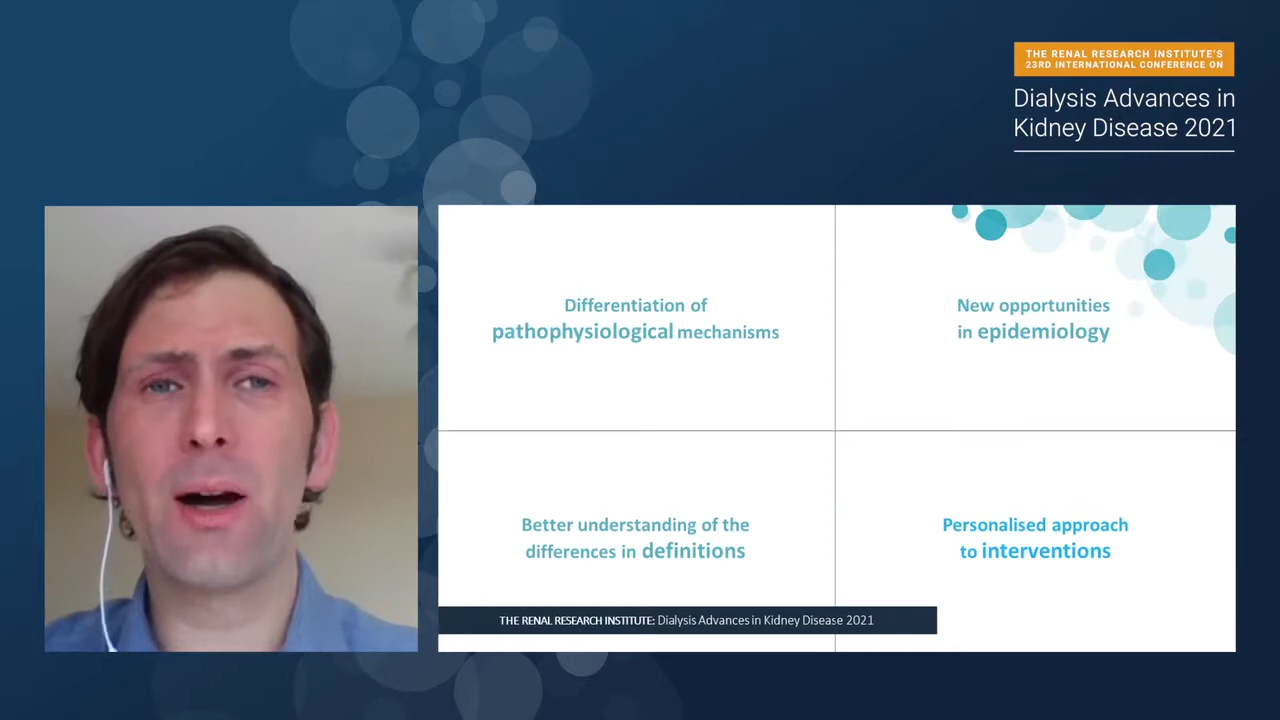 THE RENAL RESEARCH INSTITUTE'S
23RD INTERNATIONAL CONFERENCE ON
Dialysis Advances in
Kidney Disease 2021
Differentiation of
pathophysiological mechanisms
New opportunities
in epidemiology
Better understanding of the
differences in definitions
Personalised approach
to interventions
THE RENAL RESEARCH INSTITUTE: Dialysis Advances in Kidney Disease 2021